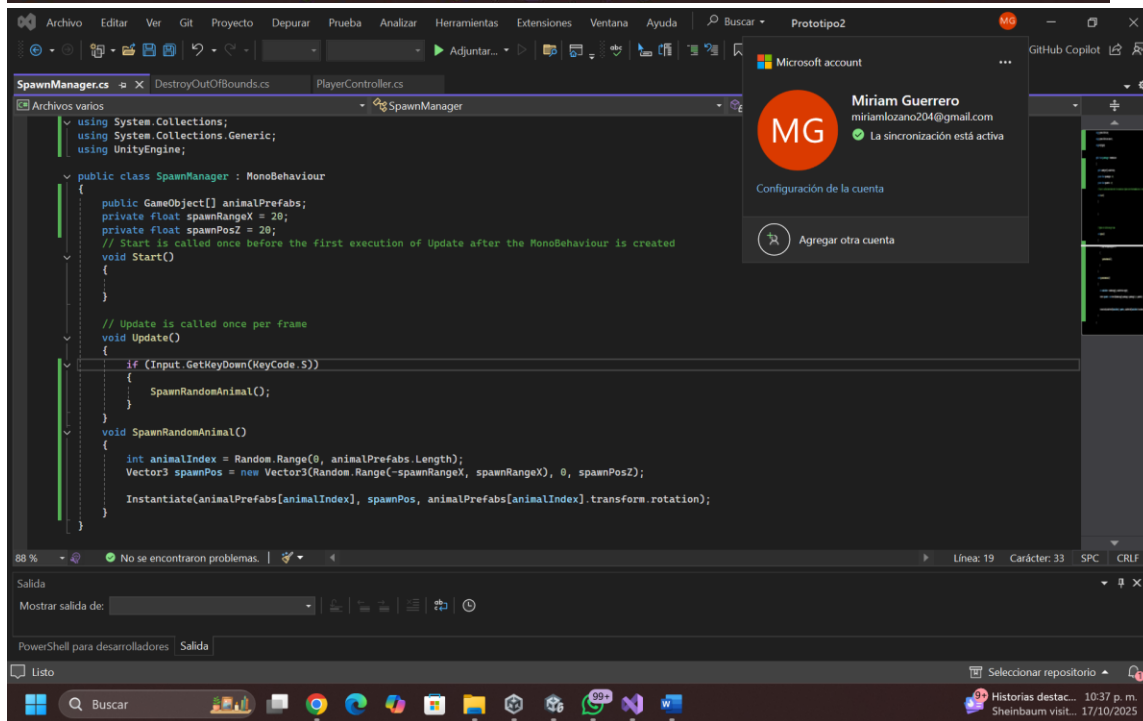 Archivo Editar Ver Git Proyecto Depurar Prueba Analizar Herramientas Extensiones Ventana Ayuda Buscar Prototipo2 MG
Adjuntar... GitHub Copilot
SpawnManager.cs DestroyOutOfBounds.cs PlayerController.cs
Archivos varios SpawnManager
using System.Collections;
using System.Collections.Generic;
using UnityEngine;
public class SpawnManager : MonoBehaviour
{
public GameObject[] animalPrefabs;
private float spawnRangeX = 20;
private float spawnPosZ = 20;
// Start is called once before the first execution of Update after the MonoBehaviour is created
void Start()
{
}
// Update is called once per frame
void Update()
{
if (Input.GetKeyDown(KeyCode.S))
{
SpawnRandomAnimal();
}
}
void SpawnRandomAnimal()
{
int animalIndex = Random.Range(0, animalPrefabs.Length);
Vector3 spawnPos = new Vector3(Random.Range(-spawnRangeX, spawnRangeX), 0, spawnPosZ);
Instantiate(animalPrefabs[animalIndex], spawnPos, animalPrefabs[animalIndex].transform.rotation);
}
}
Microsoft account
MG
Miriam Guerrero
miriamlozano204@gmail.com
La sincronización está activa
Configuración de la cuenta
Agregar otra cuenta
88 % No se encontraron problemas. Línea: 19 Carácter: 33 SPC CRLF
Salida
Mostrar salida de:
PowerShell para desarrolladores Salida
Listo Seleccionar repositorio
Buscar 99+ 9+ Historias destac... 10:37 p. m.
Sheinbaum visit... 17/10/2025